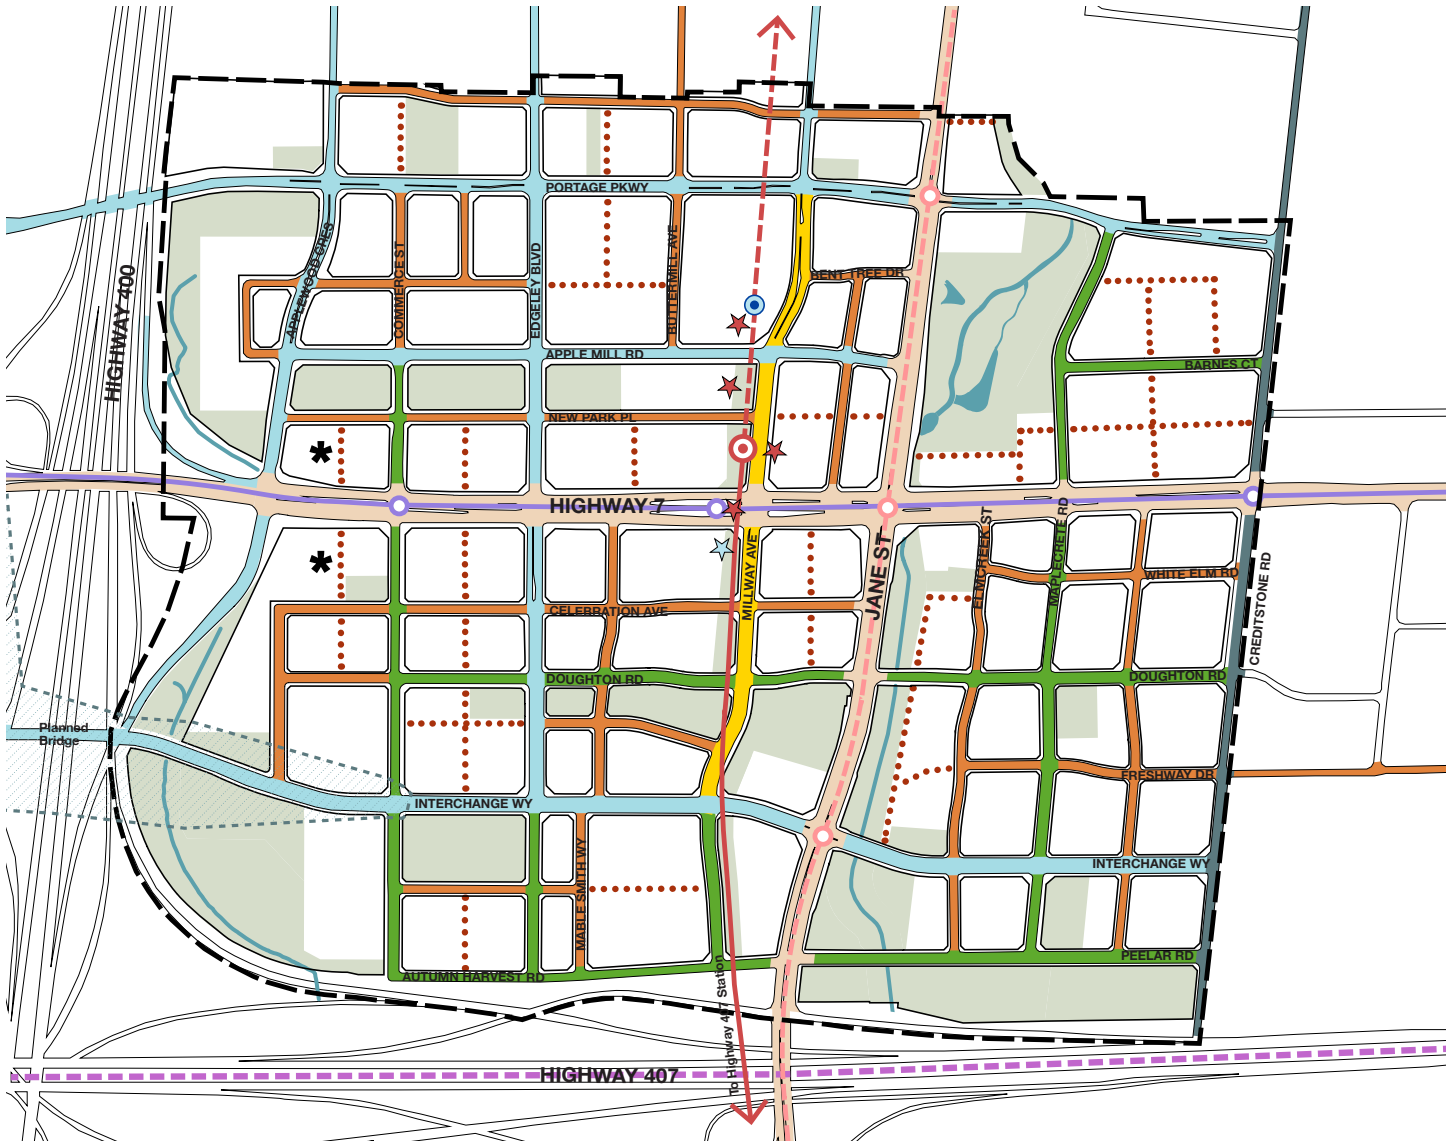 PORTAGE PKWY
APPLEWOOD CRES
COMMERCE ST
EDGELEY BLVD
BUTTERMILL AVE
BENT TREE DR
HIGHWAY 400
APPLE MILL RD
BARNES CT
NEW PARK PL
*
HIGHWAY 7
*
MILLWAY AVE
JANE ST
ELMCREEK ST
MAPLECRETE RD
WHITE ELM RD
CREDITSTONE RD
CELEBRATION AVE
DOUGHTON RD
DOUGHTON RD
Planned
Bridge
FRESHWAY DR
INTERCHANGE WY
MABLE SMITH WY
INTERCHANGE WY
PEELAR RD
AUTUMN HARVEST RD
To Highway 407 Station
HIGHWAY 407